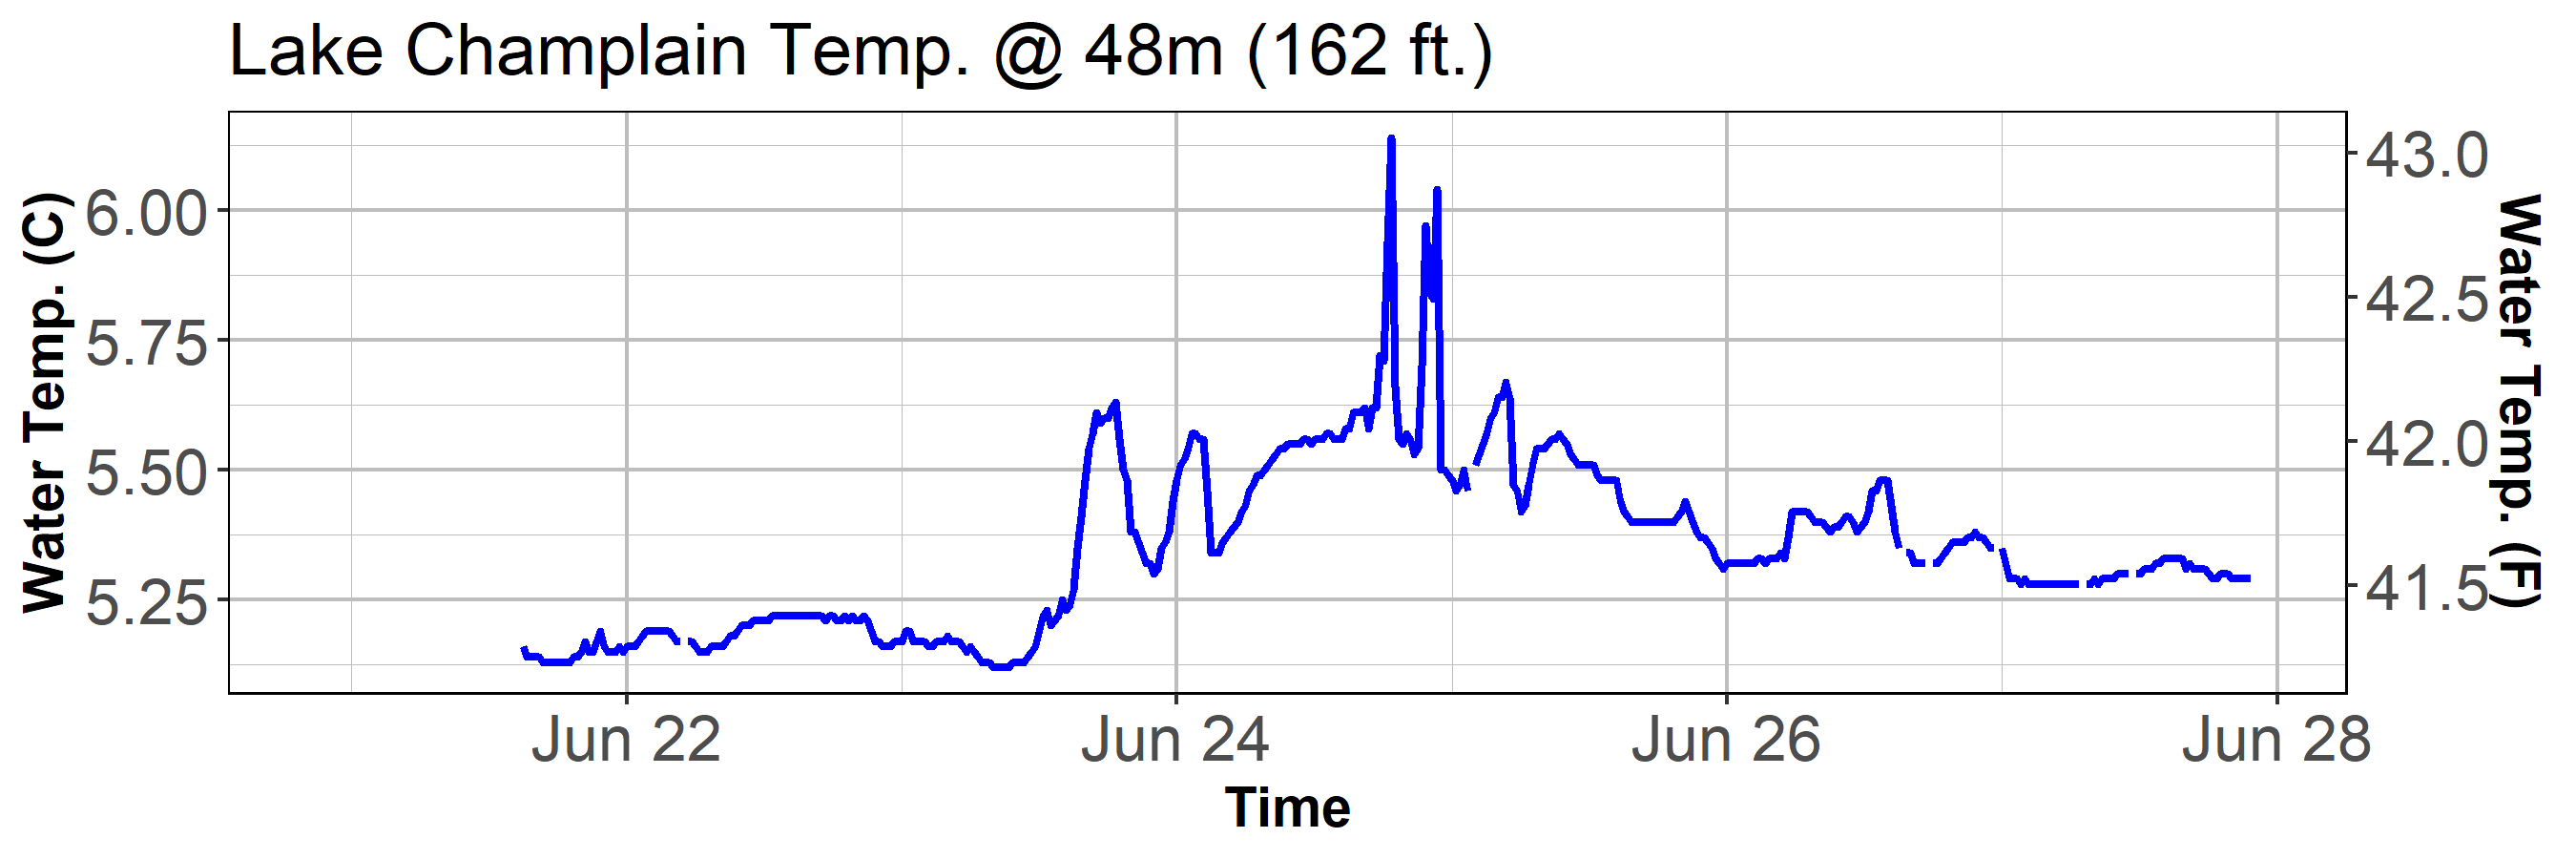 Lake Champlain Temp. @ 48m (162 ft.)
Water Temp. (C)
6.00
5.75
5.50
5.25
43.0
42.5
42.0
41.5
Water Temp. (F)
Jun 22 Jun 24 Jun 26 Jun 28
Time